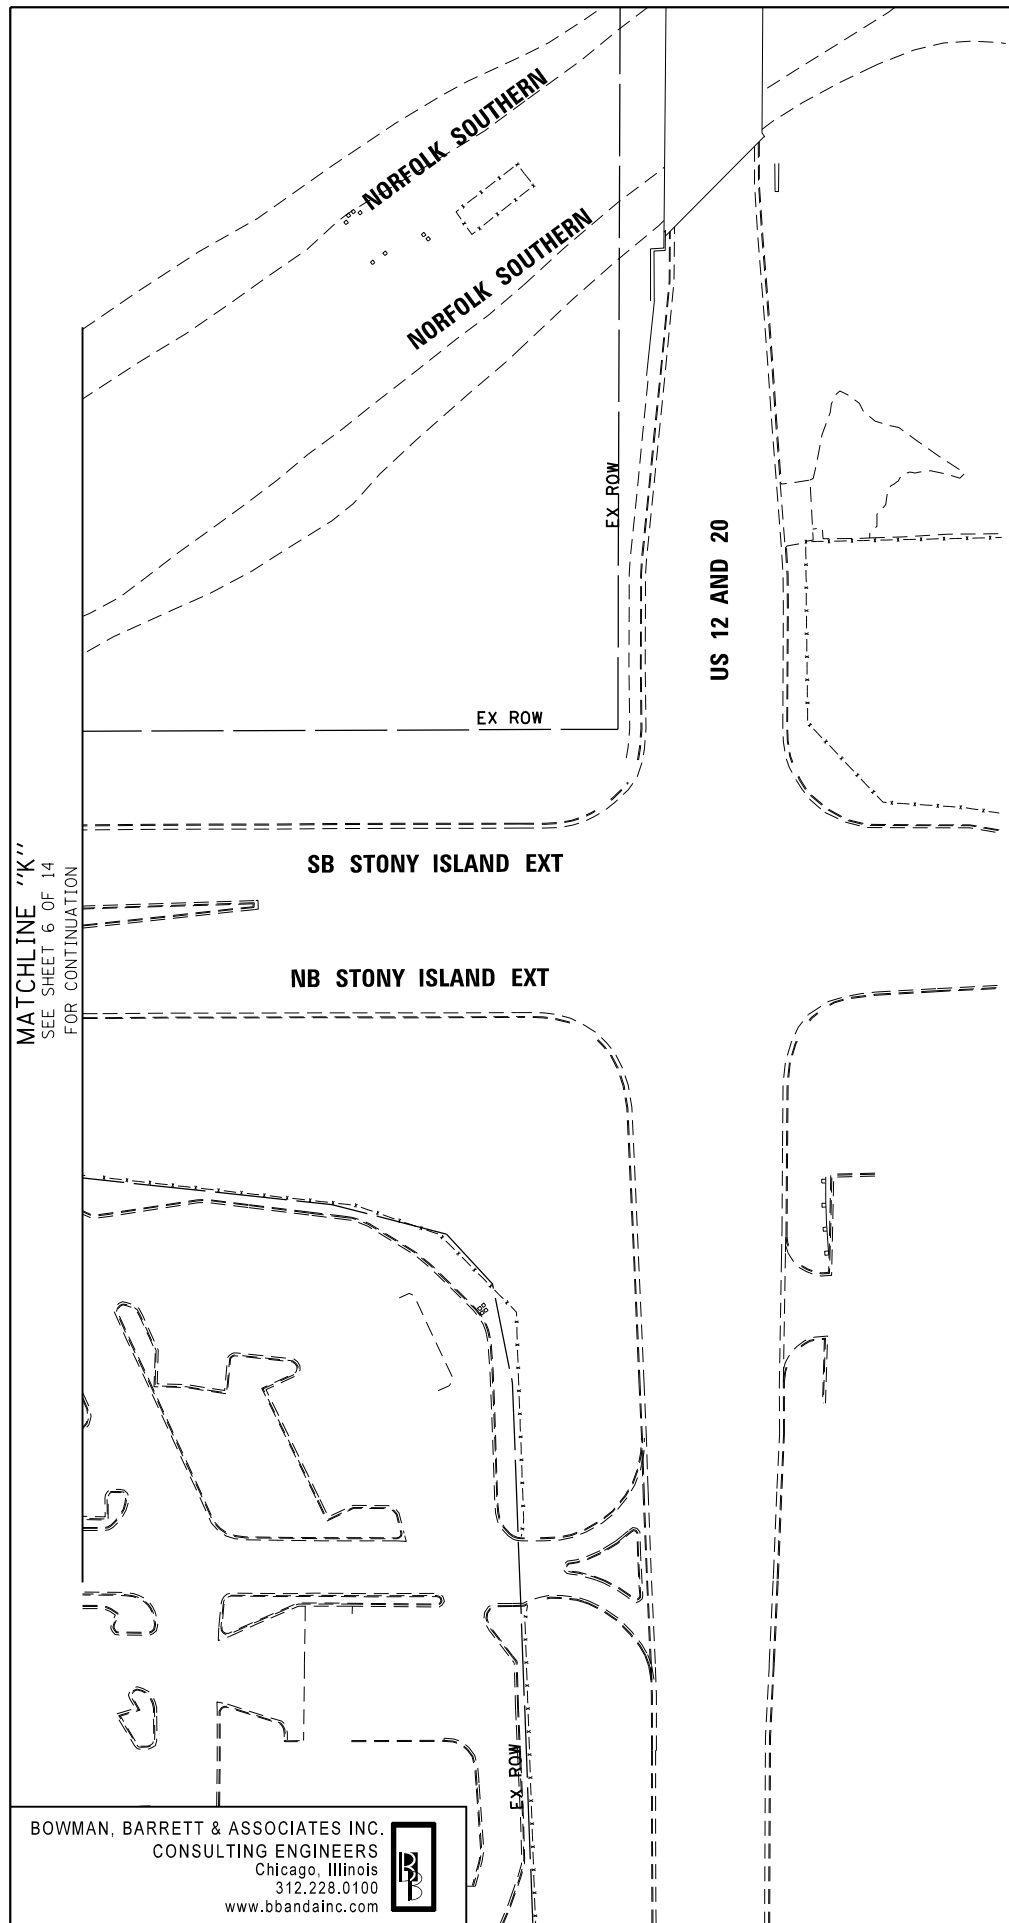 NORFOLK SOUTHERN
NORFOLK SOUTHERN
EX ROW
US 12 AND 20
EX ROW
SB STONY ISLAND EXT
MATCHLINE "K"
SEE SHEET 6 OF 14
FOR CONTINUATION
NB STONY ISLAND EXT
EX ROW
BOWMAN, BARRETT & ASSOCIATES INC.
CONSULTING ENGINEERS
Chicago, Illinois
312.228.0100
www.bbandainc.com
BB